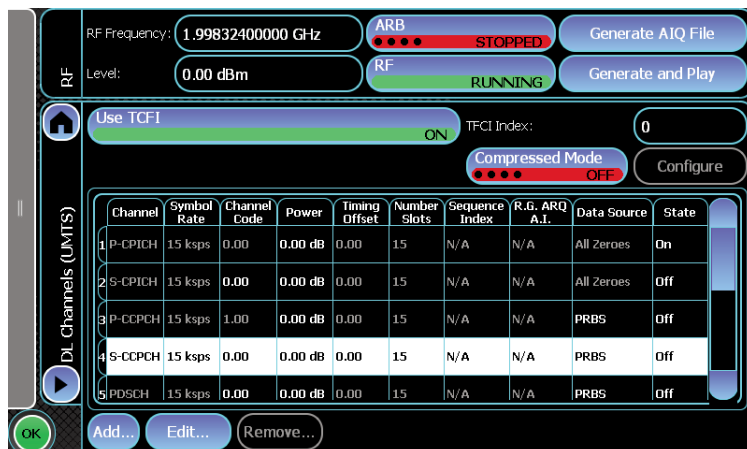 RF Frequency: 1.99832400000 GHz ARB STOPPED Generate AIQ File
RF Level: 0.00 dBm RF RUNNING Generate and Play
Use TCFI ON TFCI Index: 0
Compressed Mode OFF Configure
DL Channels (UMTS)
Channel Symbol Rate Channel Code Power Timing Offset Number Slots Sequence Index R.G. ARQ A.I. Data Source State
1 P-CPICH 15 ksps 0.00 0.00 dB 0.00 15 N/A N/A All Zeroes On
2 S-CPICH 15 ksps 0.00 0.00 dB 0.00 15 N/A N/A All Zeroes Off
3 P-CCPCH 15 ksps 1.00 0.00 dB 0.00 15 N/A N/A PRBS Off
4 S-CCPCH 15 ksps 0.00 0.00 dB 0.00 15 N/A N/A PRBS Off
5 PDSCH 15 ksps 0.00 0.00 dB 0.00 15 N/A N/A PRBS Off
OK Add... Edit... Remove...